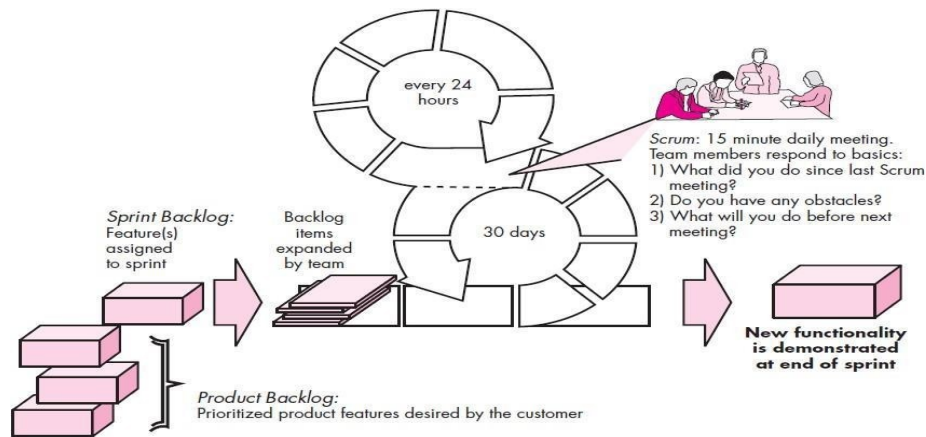 every 24
hours
Scrum: 15 minute daily meeting.
Team members respond to basics:
1) What did you do since last Scrum
meeting?
2) Do you have any obstacles?
3) What will you do before next
meeting?
Sprint Backlog:
Feature(s)
assigned
to sprint
Backlog
items
expanded
by team
30 days
New functionality
is demonstrated
at end of sprint
Product Backlog:
Prioritized product features desired by the customer